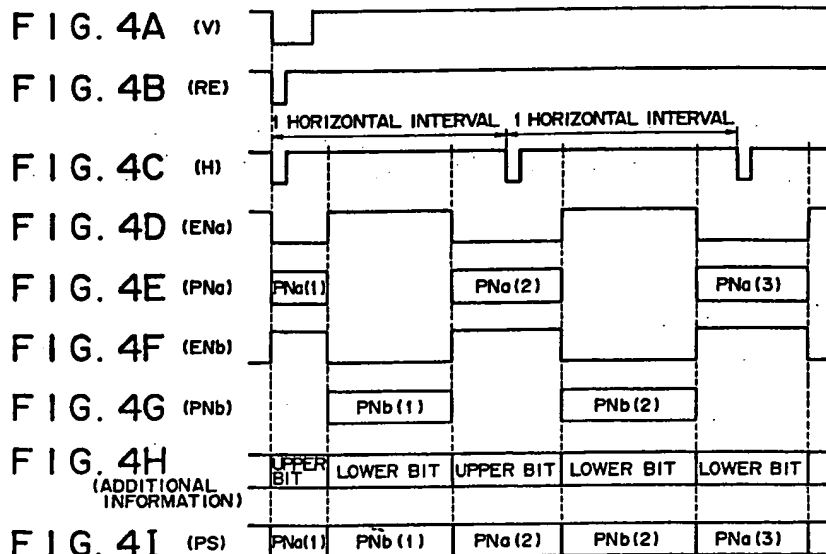 FIG. 4A (V)
FIG. 4B (RE)
1 HORIZONTAL INTERVAL 1 HORIZONTAL INTERVAL
FIG. 4C (H)
FIG. 4D (ENa)
FIG. 4E (PNa) PNa(1) PNa(2) PNa(3)
FIG. 4F (ENb)
FIG. 4G (PNb) PNb(1) PNb(2)
FIG. 4H
(ADDITIONAL
INFORMATION)
UPPER
BIT
LOWER BIT UPPER BIT LOWER BIT LOWER BIT
FIG. 4I (PS) PNa(1) PNb(1) PNa(2) PNb(2) PNa(3)